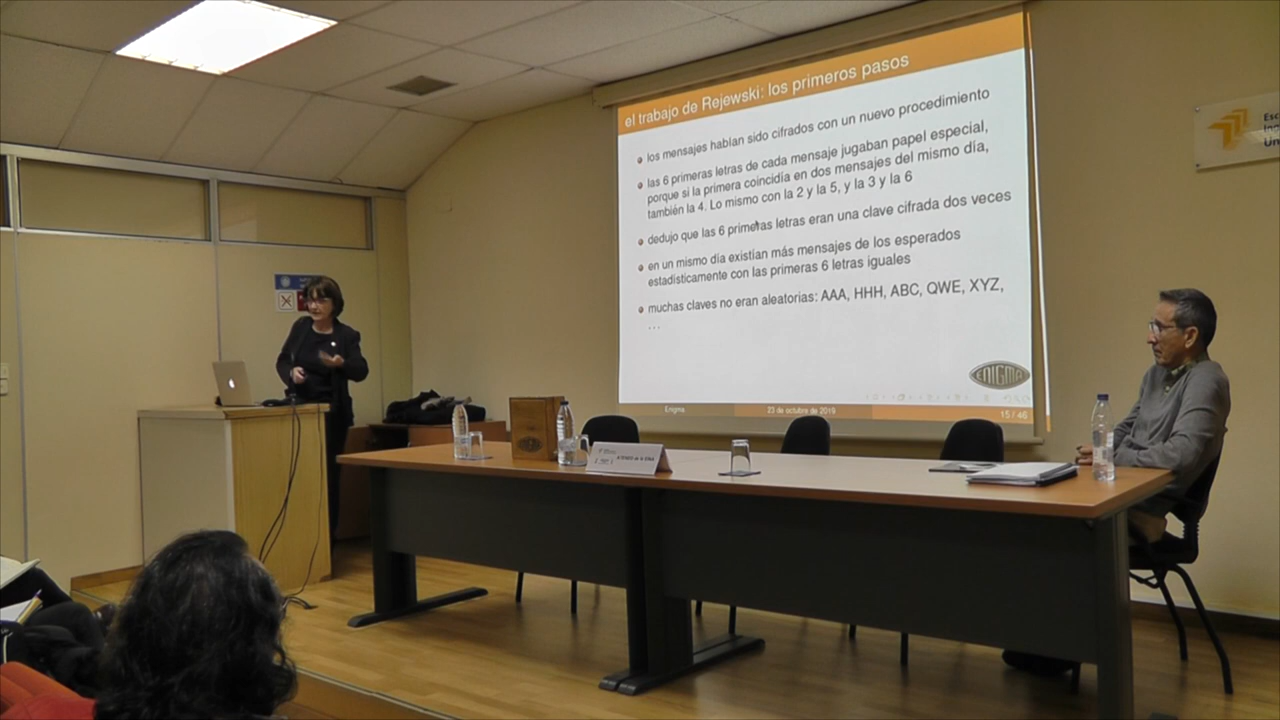 el trabajo de Rejewski: los primeros pasos
los mensajes habían sido cifrados con un nuevo procedimiento
las 6 primeras letras de cada mensaje jugaban papel especial,
porque si la primera coincidía en dos mensajes del mismo día,
también la 4. Lo mismo con la 2 y la 5, y la 3 y la 6
dedujo que las 6 primeras letras eran una clave cifrada dos veces
en un mismo día existían más mensajes de los esperados
estadísticamente con las primeras 6 letras iguales
muchas claves no eran aleatorias: AAA, HHH, ABC, QWE, XYZ,
...
ENIGMA
Enigma
23 de octubre de 2019
15 / 46